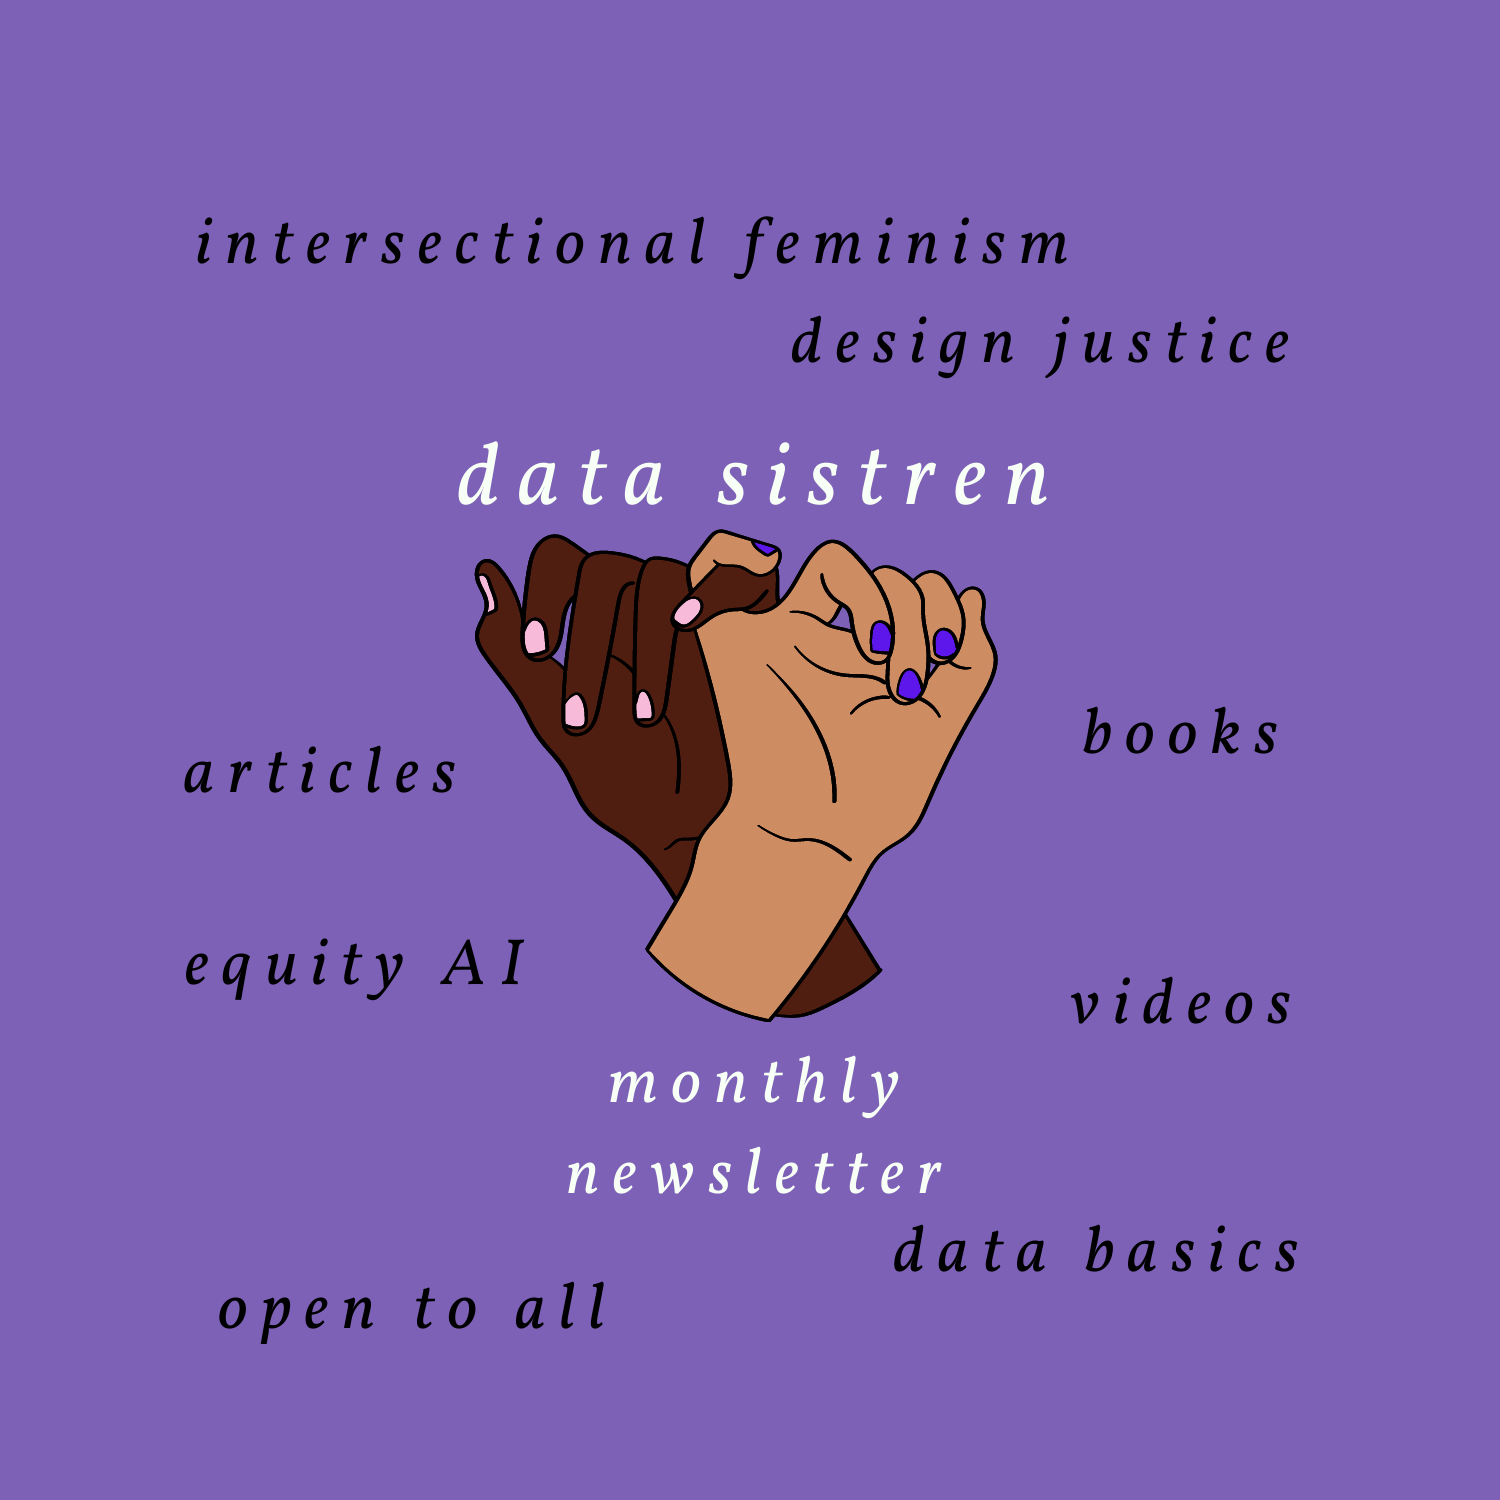 intersectional feminism
design justice
data sistren
books
articles
equity AI
videos
monthly
newsletter
data basics
open to all